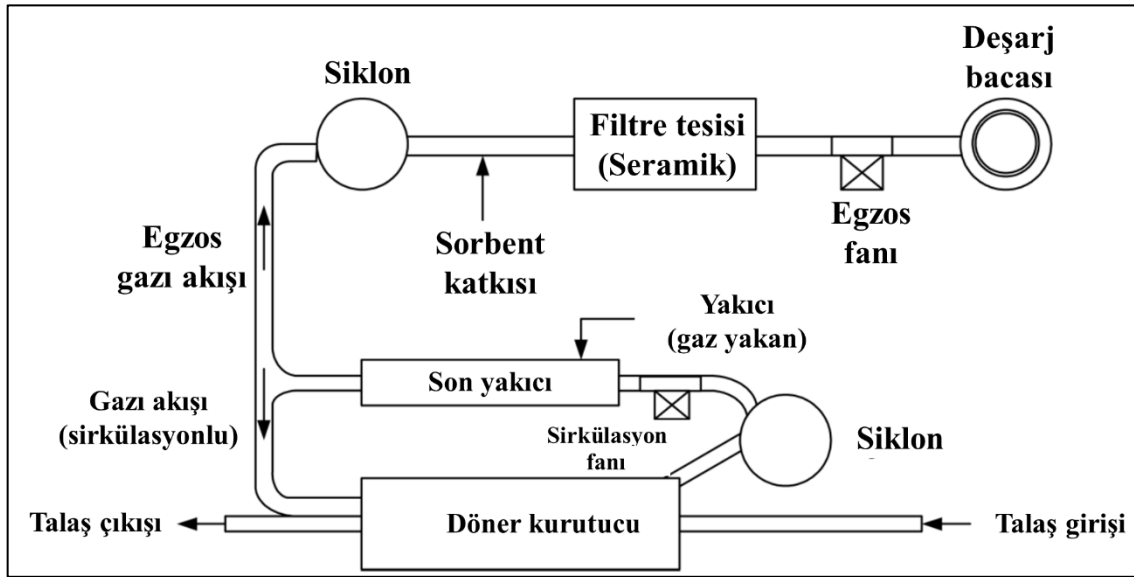 Deşarj
bacası
Siklon
Filtre tesisi
(Seramik)
Egzos
fanı
Egzos
gazı akışı
Sorbent
katkısı
Yakıcı
(gaz yakan)
Son yakıcı
Gazı akışı
(sirkülasyonlu)
Sirkülasyon
fanı
Siklon
Talaş çıkışı
Döner kurutucu
Talaş girişi